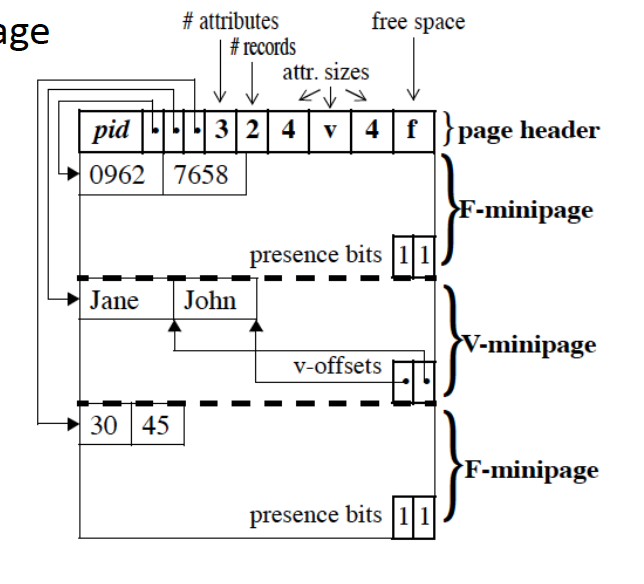 age
# attributes
# records
free space
attr. sizes
pid 3 2 4 v 4 f
page header
0962 7658
F-minipage
presence bits 1 1
Jane John
V-minipage
v-offsets
30 45
F-minipage
presence bits 1 1